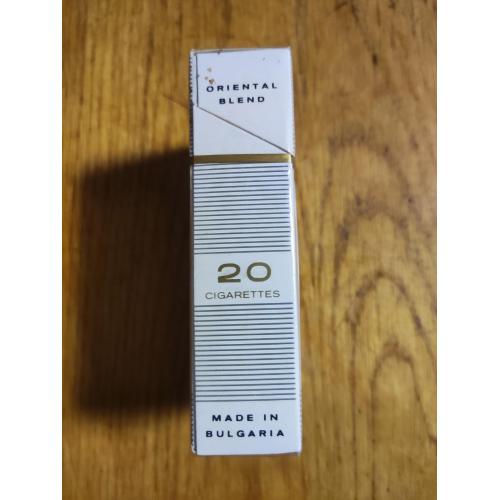 ORIENTAL
BLEND
20
CIGARETTES
MADE IN
BULGARIA